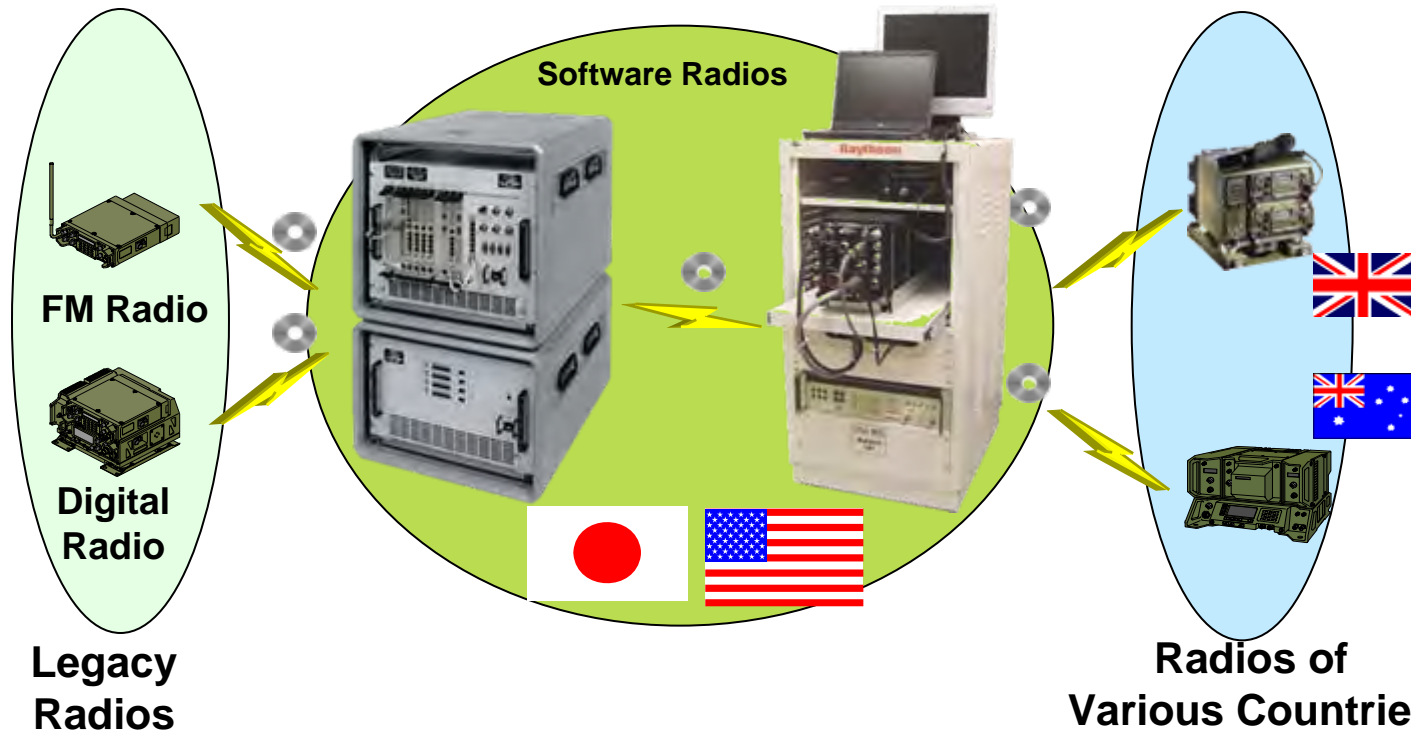 Software Radios
Raytheon
FM Radio
Digital
Radio
Legacy
Radios
Radios of
Various Countrie